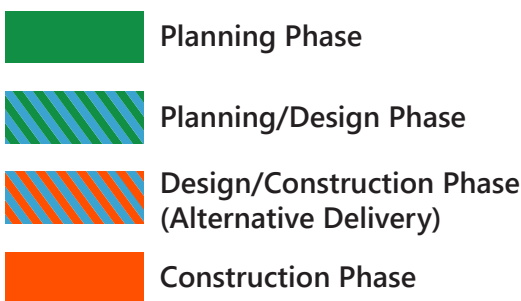 Planning Phase
Planning/Design Phase
Design/Construction Phase
(Alternative Delivery)
Construction Phase